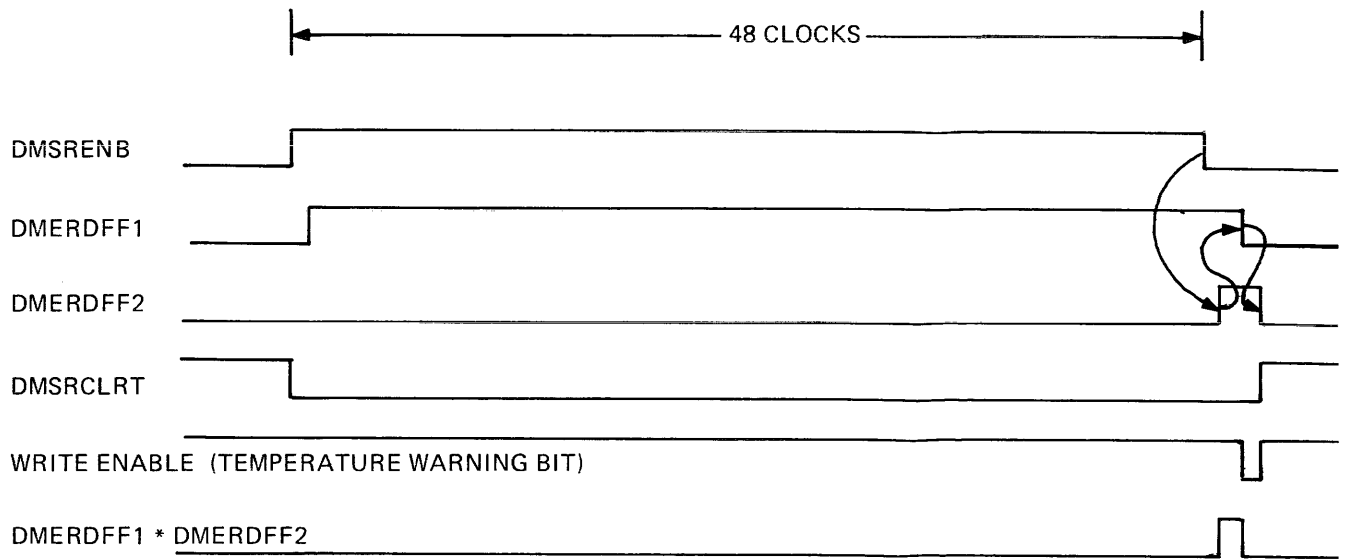 48 CLOCKS
DMSRENB
DMERDFF1
DMERDFF2
DMSRCLRT
WRITE ENABLE (TEMPERATURE WARNING BIT)
DMERDFF1 * DMERDFF2